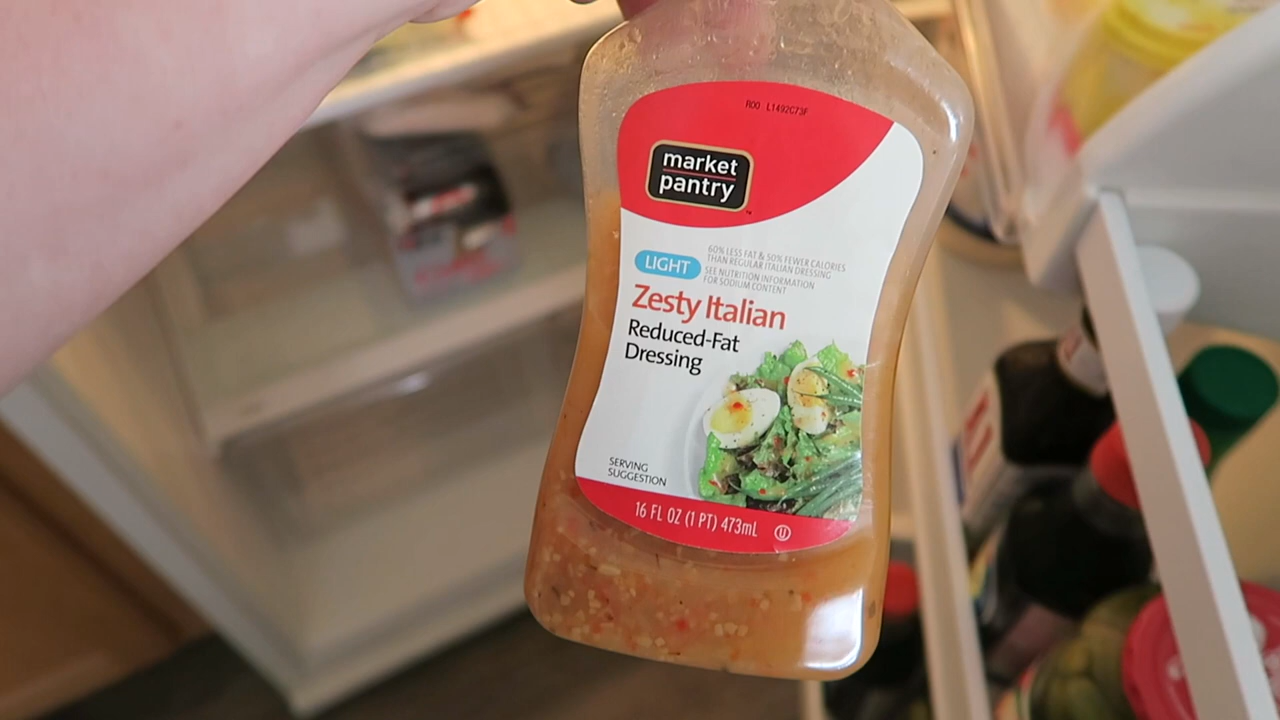 R00 L1492C73F
market
pantry
LIGHT
60% LESS FAT & 50% FEWER CALORIES
THAN REGULAR ITALIAN DRESSING
SEE NUTRITION INFORMATION
FOR SODIUM CONTENT
Zesty Italian
Reduced-Fat
Dressing
SERVING
SUGGESTION
16 FL OZ (1 PT) 473mL
U